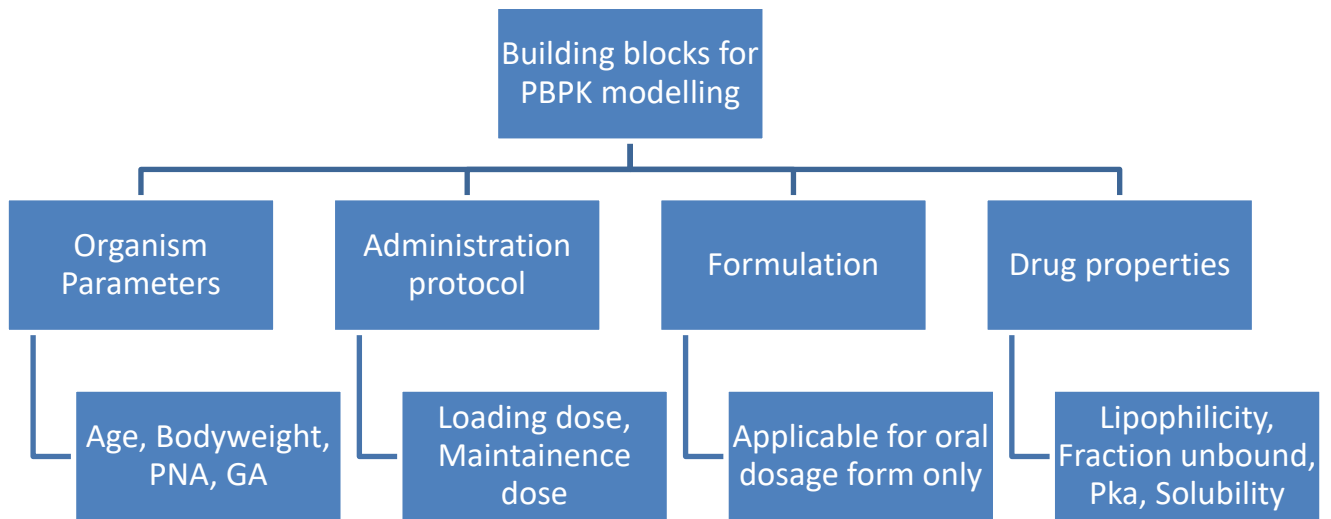 Building blocks for
PBPK modelling
Organism
Parameters
Administration
protocol
Formulation
Drug properties
Age, Bodyweight,
PNA, GA
Loading dose,
Maintainence
dose
Applicable for oral
dosage form only
Lipophilicity,
Fraction unbound,
Pka, Solubility